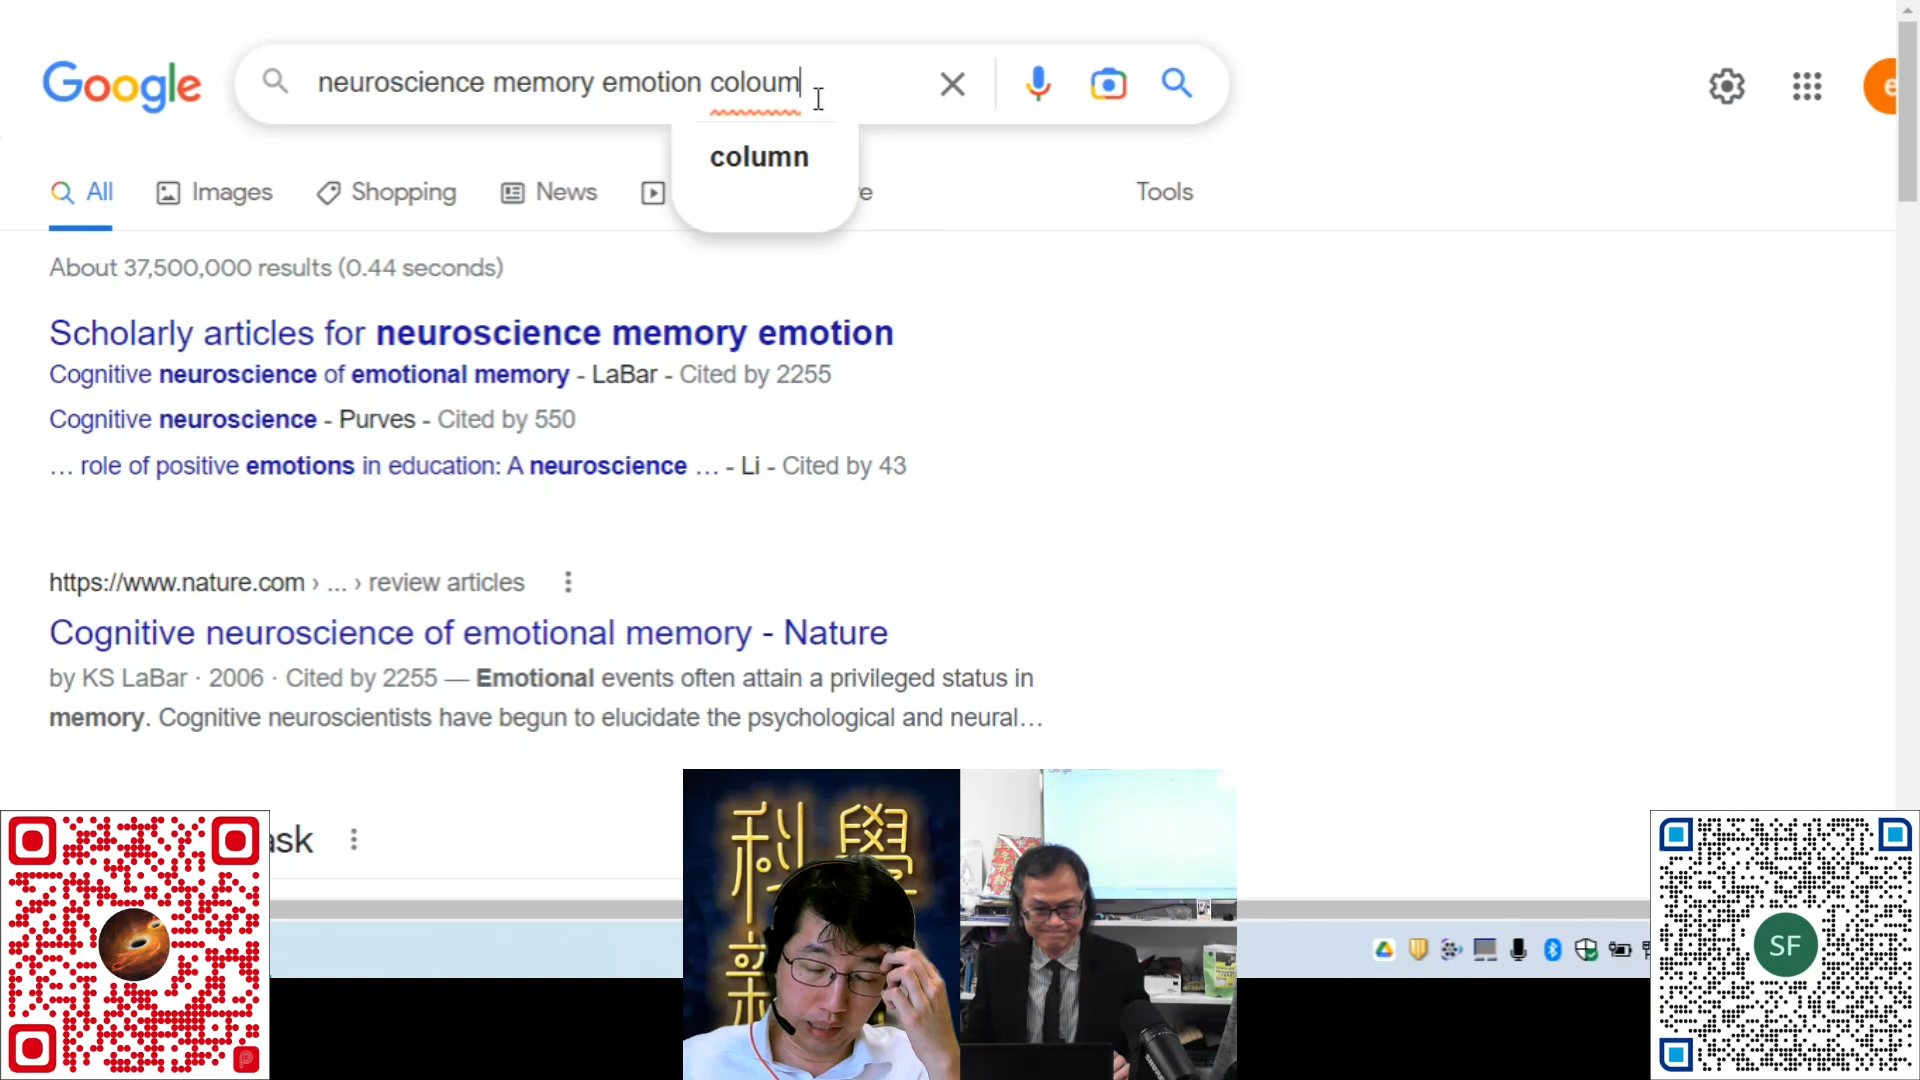 Google
neuroscience memory emotion coloum
column
All
Images
Shopping
News
Tools
About 37,500,000 results (0.44 seconds)
Scholarly articles for neuroscience memory emotion
Cognitive neuroscience of emotional memory - LaBar - Cited by 2255
Cognitive neuroscience - Purves - Cited by 550
… role of positive emotions in education: A neuroscience … - Li - Cited by 43
https://www.nature.com › ... › review articles
Cognitive neuroscience of emotional memory - Nature
by KS LaBar · 2006 · Cited by 2255 — Emotional events often attain a privileged status in
memory. Cognitive neuroscientists have begun to elucidate the psychological and neural…
科學
新
SF